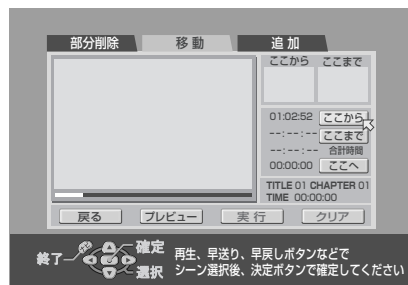 部分削除 移動 追加
ここから ここまで
01:02:52 ここから
--:--:-- ここまで
--:--:-- 合計時間
00:00:00 ここへ
TITLE 01 CHAPTER 01
TIME 00:00:00
戻る プレビュー 実行 クリア
終了 確定 選択
再生、早送り、早戻しボタンなどで
シーン選択後、決定ボタンで確定してください